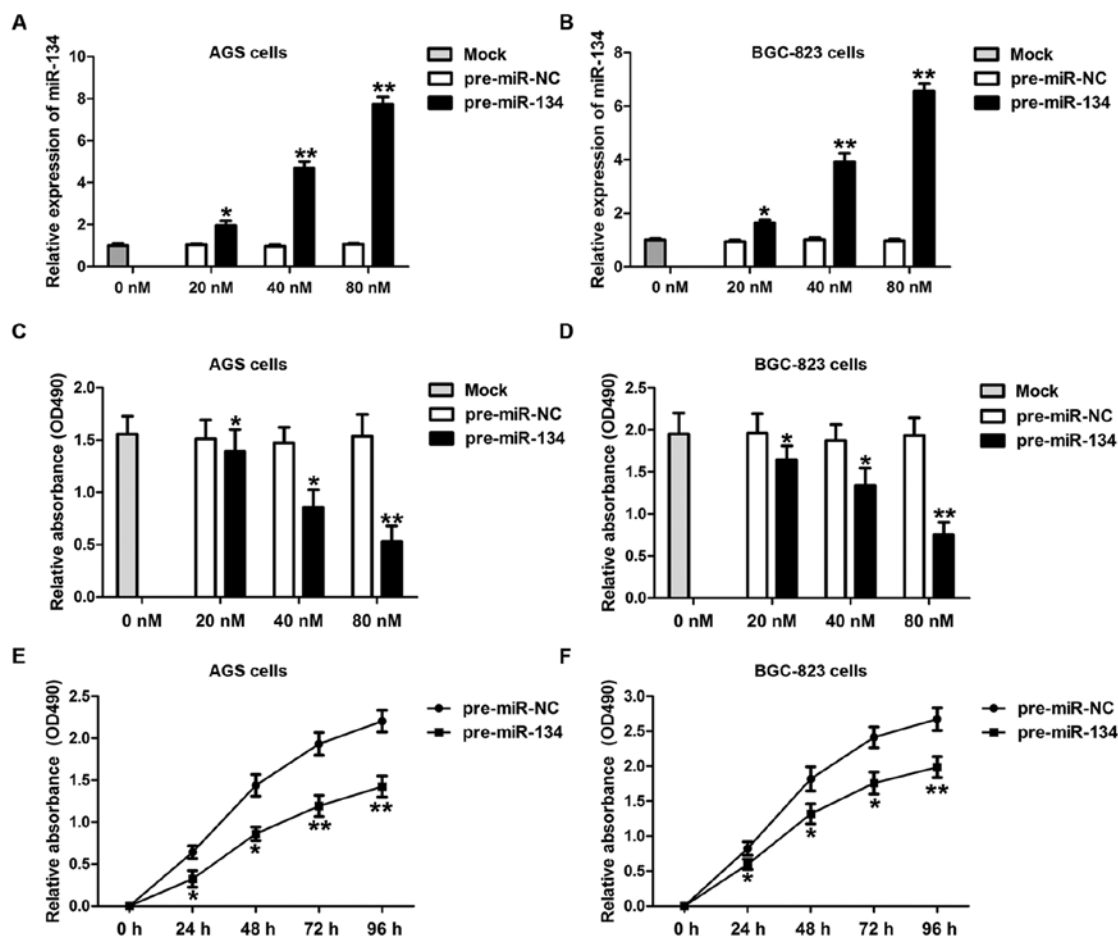 A
AGS cells
Relative expression of miR-134
10
8
6
4
2
0
*
**
**
0 nM 20 nM 40 nM 80 nM
Mock
pre-miR-NC
pre-miR-134
B
BGC-823 cells
Relative expression of miR-134
8
6
4
2
0
*
**
**
0 nM 20 nM 40 nM 80 nM
Mock
pre-miR-NC
pre-miR-134
C
AGS cells
Relative absorbance (OD490)
2.0
1.5
1.0
0.5
0.0
*
*
**
0 nM 20 nM 40 nM 80 nM
Mock
pre-miR-NC
pre-miR-134
D
BGC-823 cells
Relative absorbance (OD490)
2.5
2.0
1.5
1.0
0.5
0.0
*
*
**
0 nM 20 nM 40 nM 80 nM
Mock
pre-miR-NC
pre-miR-134
E
AGS cells
Relative absorbance (OD490)
2.5
2.0
1.5
1.0
0.5
0.0
*
*
**
**
0 h 24 h 48 h 72 h 96 h
pre-miR-NC
pre-miR-134
F
BGC-823 cells
Relative absorbance (OD490)
3.0
2.5
2.0
1.5
1.0
0.5
0.0
*
*
*
**
0 h 24 h 48 h 72 h 96 h
pre-miR-NC
pre-miR-134